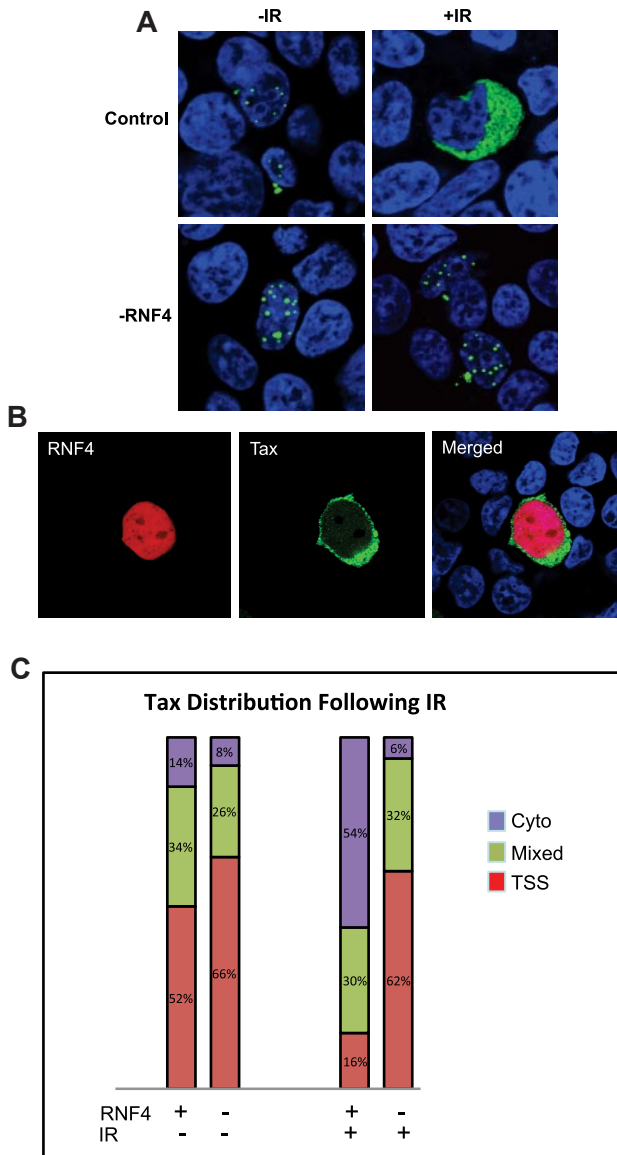 A
-IR +IR
Control
-RNF4
B
RNF4 Tax Merged
C
Tax Distribution Following IR
14% 8% 54% 6%
34% 26% 30% 32%
52% 66% 16% 62%
Cyto
Mixed
TSS
RNF4 + - + -
IR - - + +